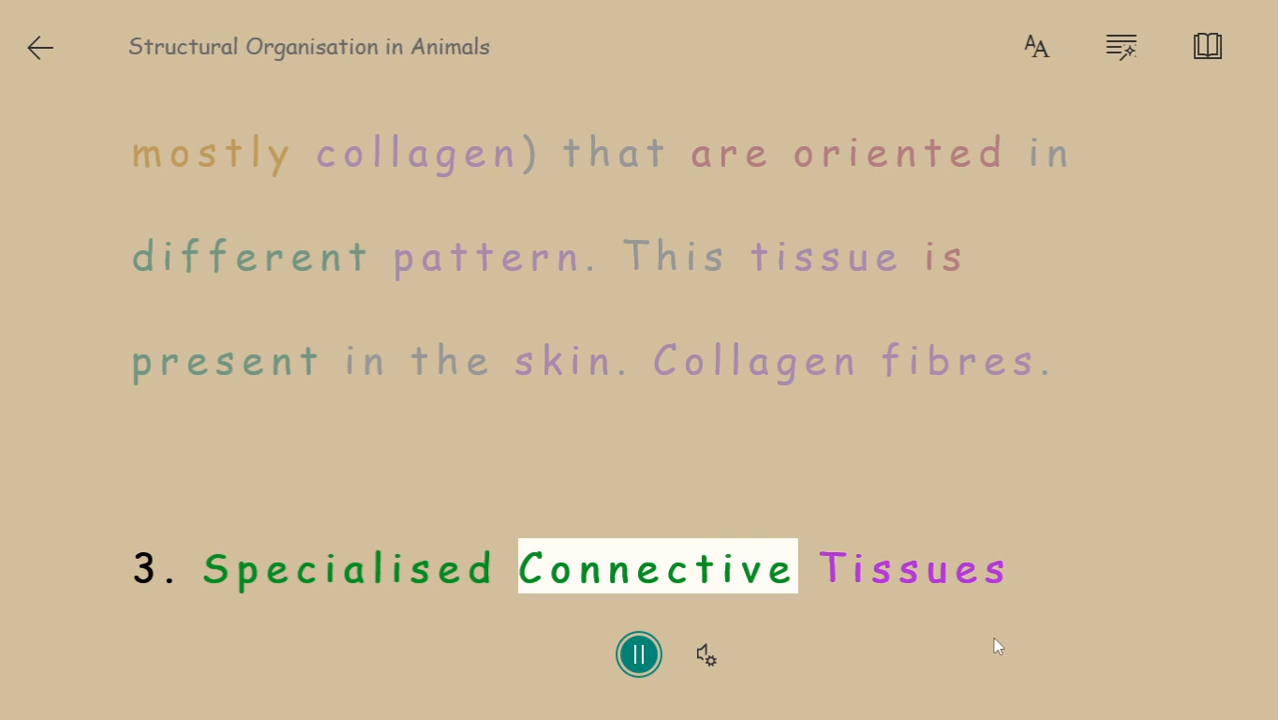 Structural Organisation in Animals
mostly collagen) that are oriented in
different pattern. This tissue is
present in the skin. Collagen fibres.
3. Specialised Connective Tissues